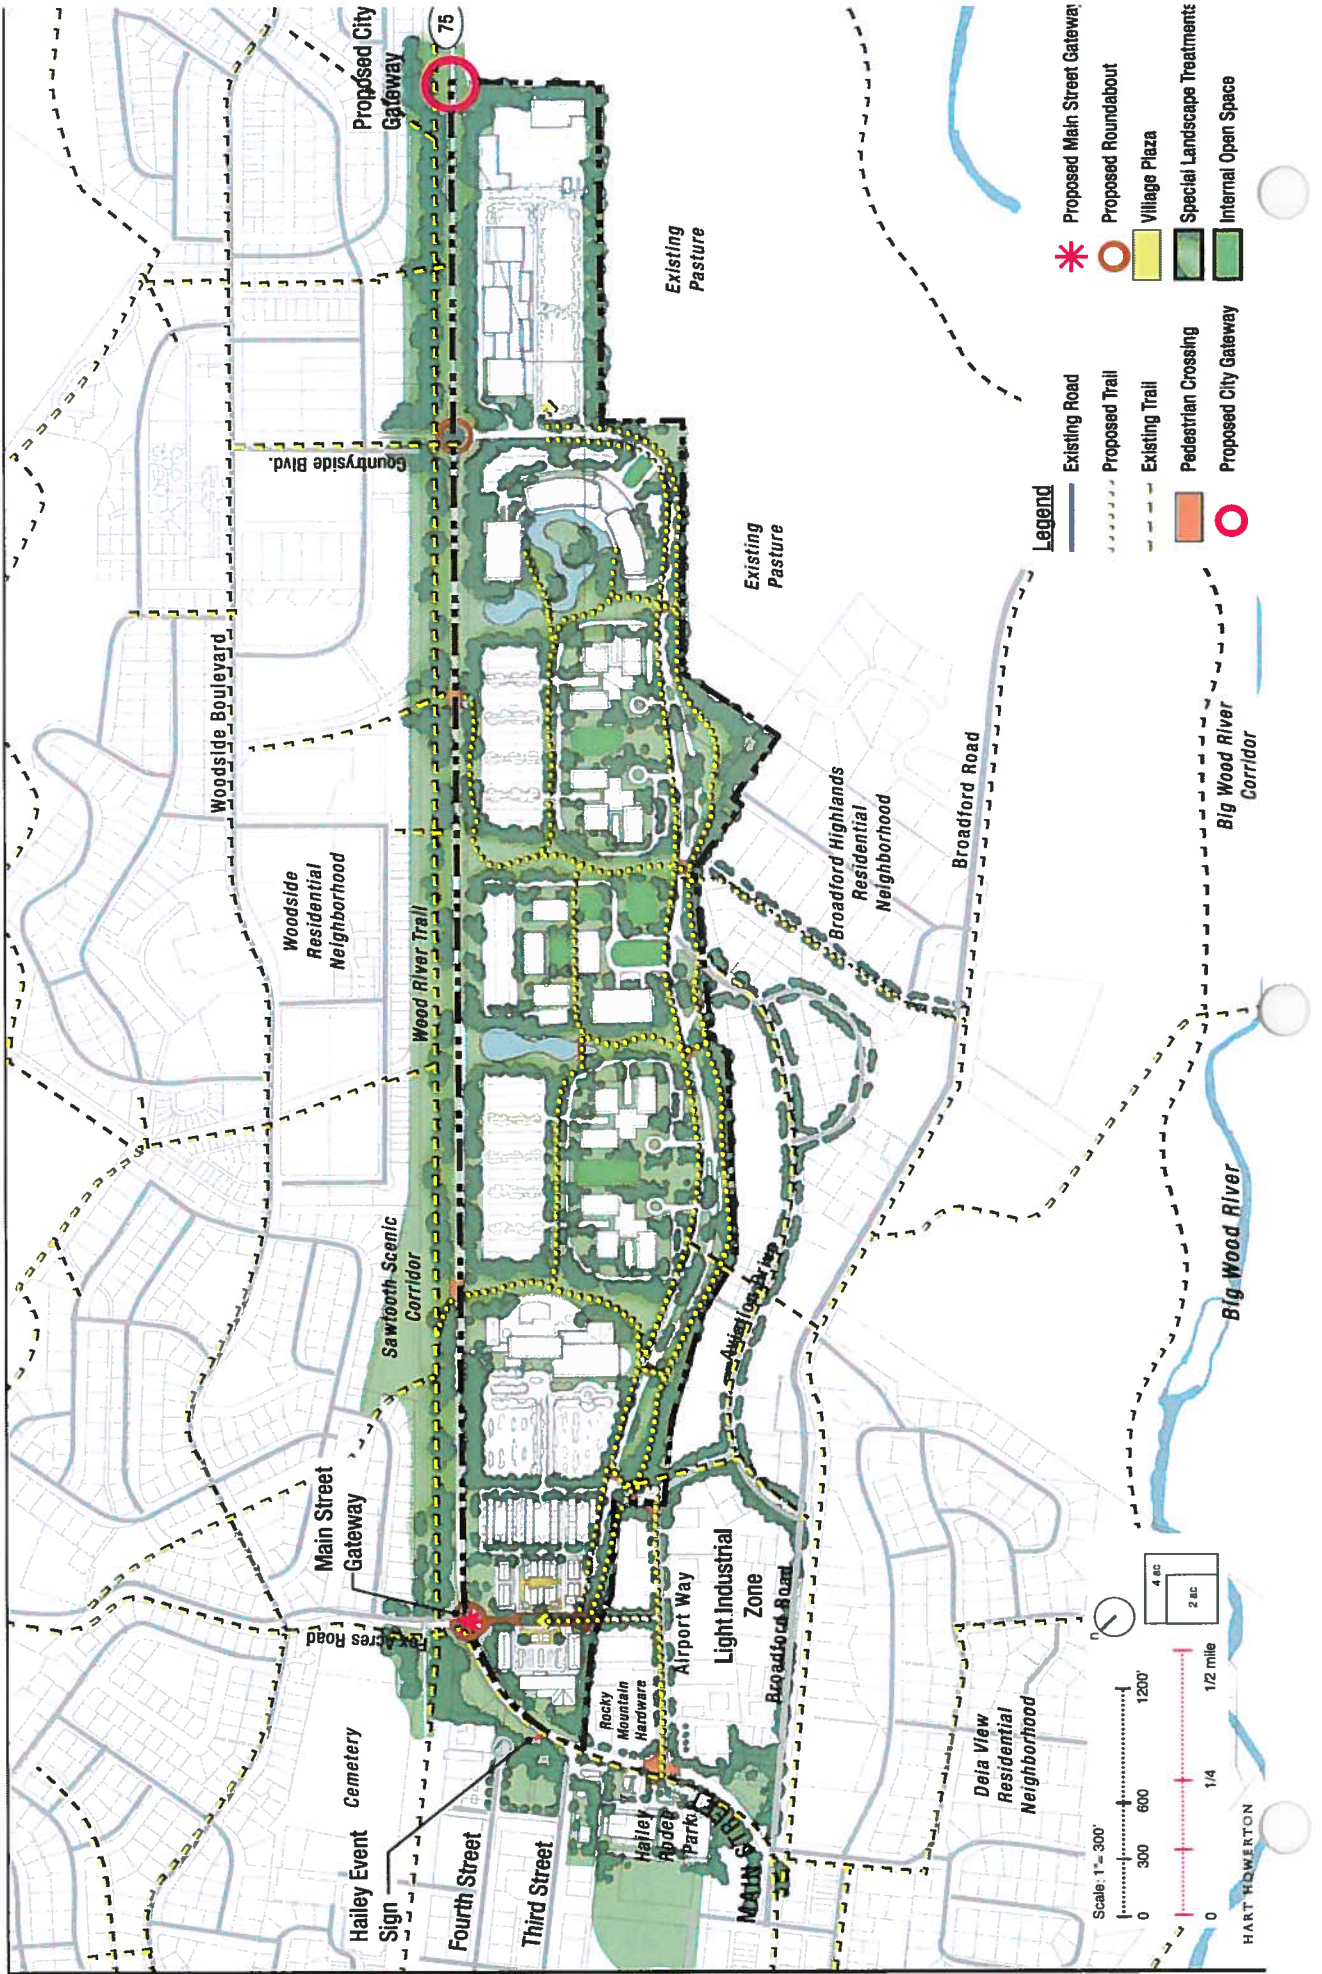 Proposed City
Gateway
75
Countryside Blvd.
Woodside Boulevard
Existing
Pasture
Existing
Pasture
Woodside
Residential
Neighborhood
Wood River Trail
Sawtooth Scenic
Corridor
Broadford Highlands
Residential
Neighborhood
Broadford Road
Big Wood River
Corridor
Big Wood River
Aviation Drive
Main Street
Gateway
Fox Acres Road
Cemetery
Hailey Event
Sign
Fourth Street
Third Street
Rocky
Mountain
Hardware
Airport Way
Light Industrial
Zone
Broadford Road
Hailey
Rodeo
Park
MAIN STREET
Deia View
Residential
Neighborhood
Legend
Existing Road
Proposed Trail
Existing Trail
Pedestrian Crossing
Proposed City Gateway
Proposed Main Street Gateway
Proposed Roundabout
Village Plaza
Special Landscape Treatments
Internal Open Space
n
4 ac
2 ac
Scale: 1"= 300'
0 300 600 1200'
0 1/4 1/2 mile
HART HOWERTON